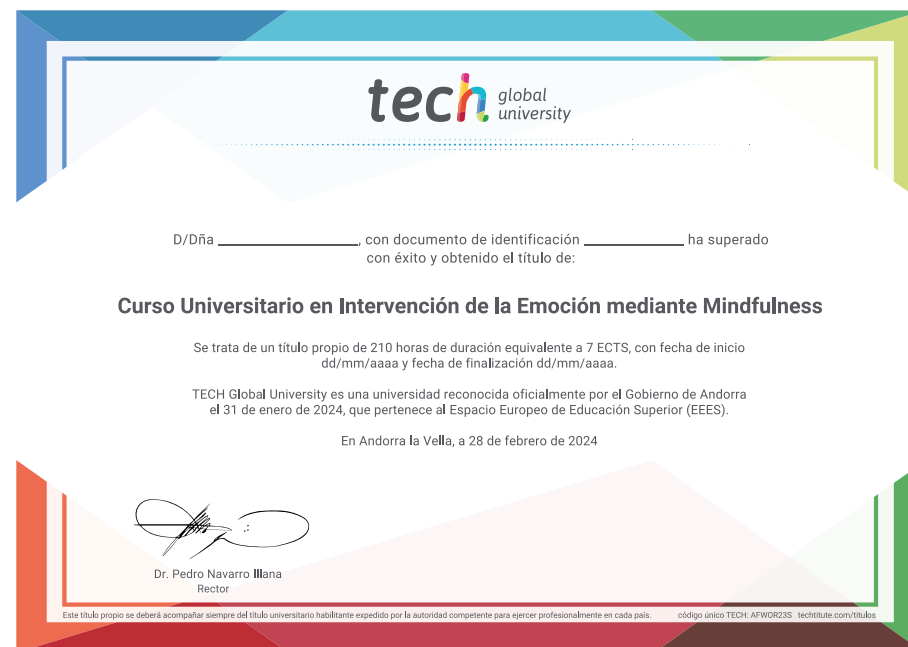 tech global university
D/Dña ____________________, con documento de identificación ______________ ha superado
con éxito y obtenido el título de:
Curso Universitario en Intervención de la Emoción mediante Mindfulness
Se trata de un título propio de 210 horas de duración equivalente a 7 ECTS, con fecha de inicio
dd/mm/aaaa y fecha de finalización dd/mm/aaaa.
TECH Global University es una universidad reconocida oficialmente por el Gobierno de Andorra
el 31 de enero de 2024, que pertenece al Espacio Europeo de Educación Superior (EEES).
En Andorra la Vella, a 28 de febrero de 2024
Dr. Pedro Navarro Illana
Rector
Este título propio se deberá acompañar siempre del título universitario habilitante expedido por la autoridad competente para ejercer profesionalmente en cada país. código único TECH: AFWOR23S techtitute.com/titulos